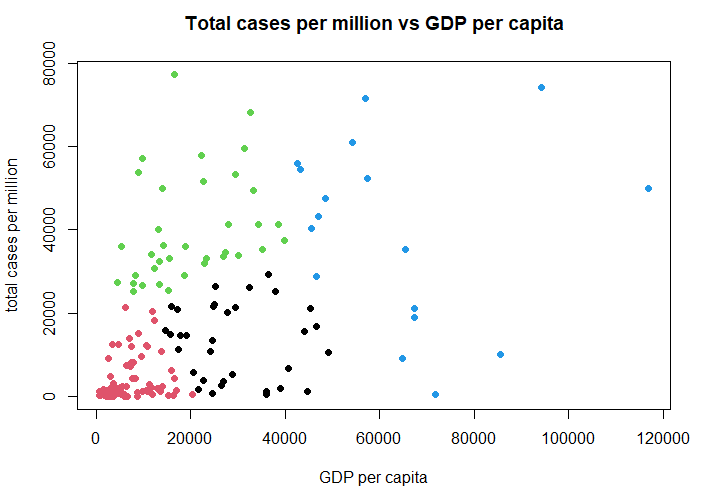 Total cases per million vs GDP per capita
total cases per million
80000
60000
40000
20000
0
0 20000 40000 60000 80000 100000 120000
GDP per capita